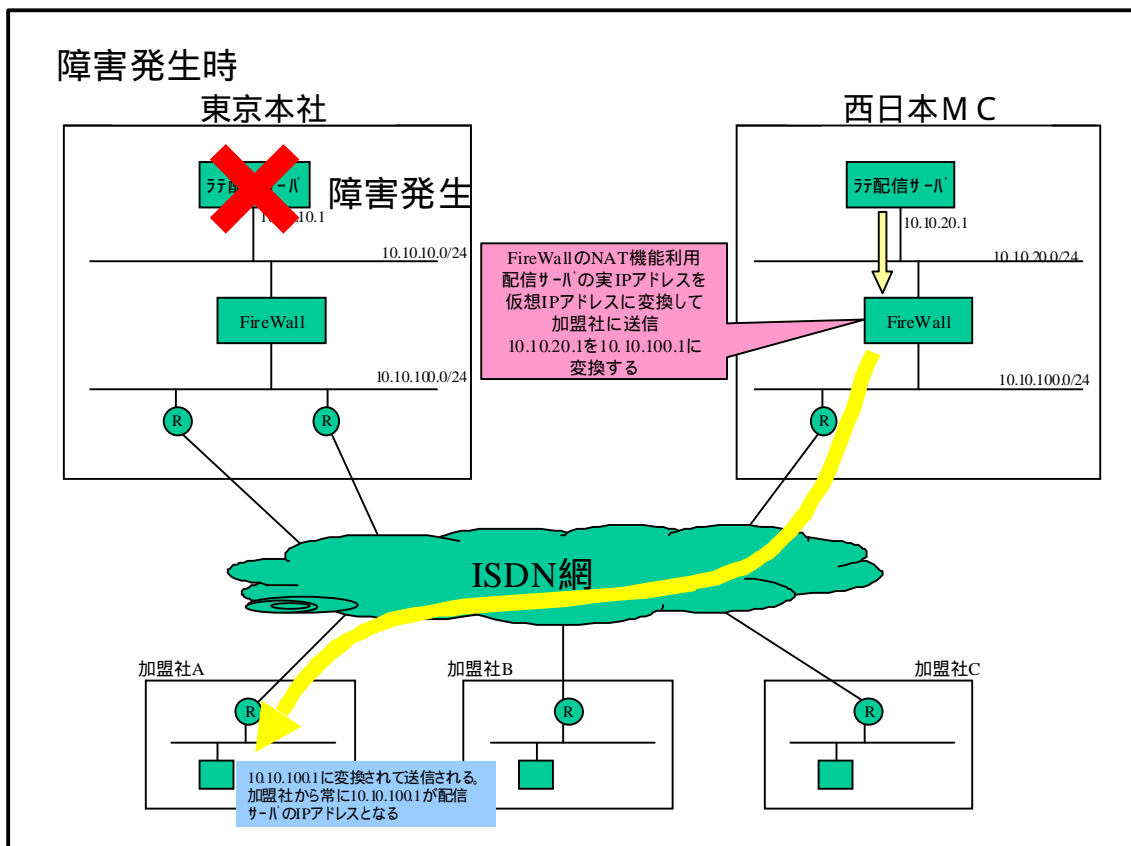 障害発生時
東京本社
西日本MC
ﾗﾃ配 ｰﾊﾞ
障害発生
10.10.10.0/24
FireWall
10.10.100.0/24
R
R
ﾗﾃ配信ｻｰﾊﾞ
10.10.20.1
10.10.20.0/24
FireWallのNAT機能利用
配信ｻｰﾊﾞの実IPアドレスを
仮想IPアドレスに変換して
加盟社に送信
10.10.20.1を10.10.100.1に
変換する
FireWall
10.10.100.0/24
R
ISDN網
加盟社A
R
加盟社B
R
加盟社C
R
10.10.100.1に変換されて送信される。
加盟社から常に10.10.100.1が配信
ｻｰﾊﾞのIPアドレスとなる